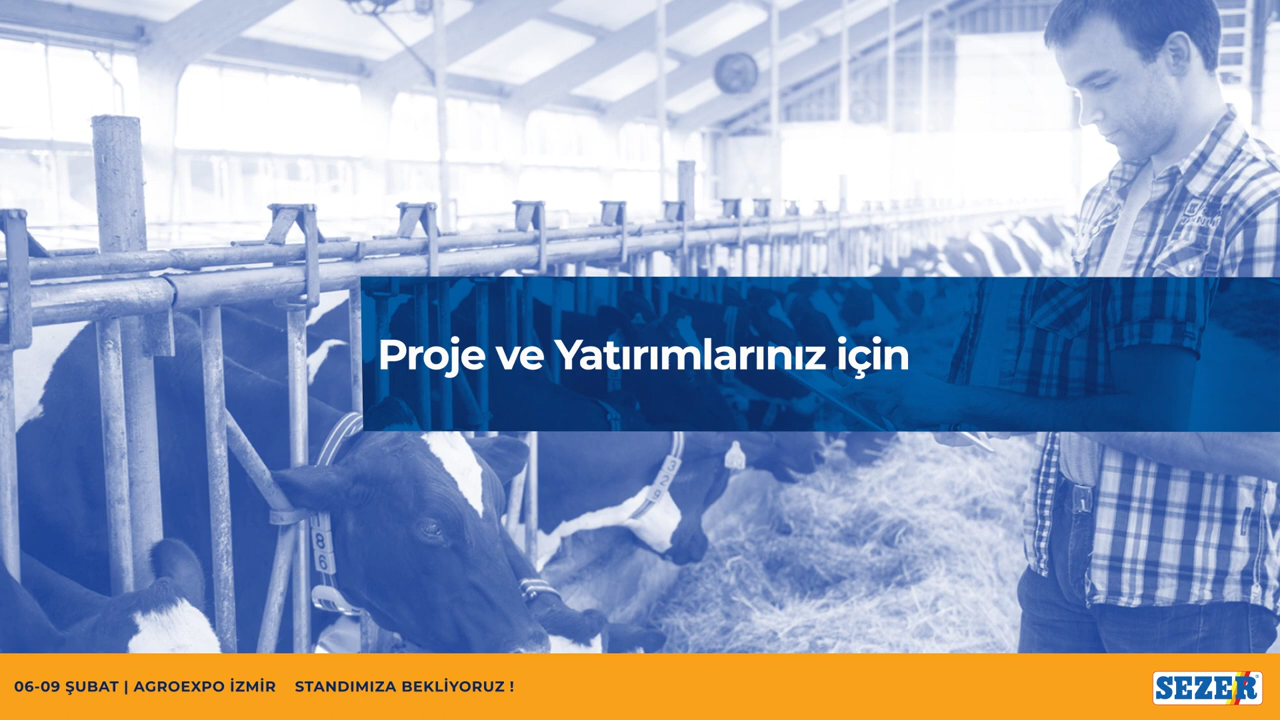 Proje ve Yatırımlarınız için
06-09 ŞUBAT | AGROEXPO İZMİR STANDIMIZA BEKLİYORUZ !
SEZER